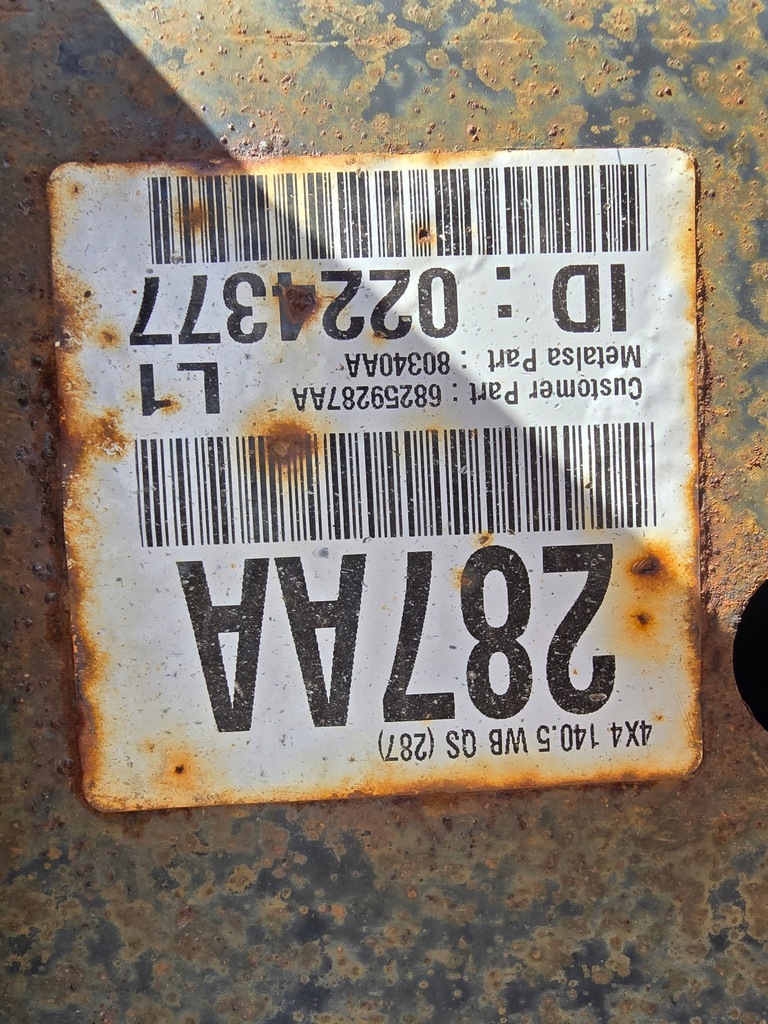 4X4 140.5 WB QS (287)
287AA
Customer Part : 68259287AA
Metalsa Part : 80340AA
L1
ID : 0224377